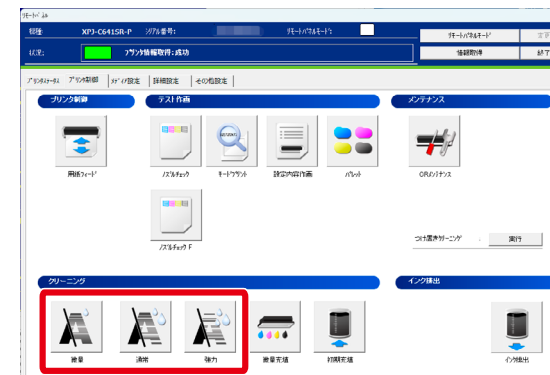 リモートパネル
機種: XPJ-C641SR-P シリアル番号: リモートパネルモード:
リモートパネルモード 変更
状況: プリンタ情報取得:成功
情報取得 終了
プリンタステータス プリンタ制御 メディア設定 詳細設定 その他設定
プリンタ制御 テスト作画 メンテナンス
用紙フィード ノズルチェック モードプリント 設定内容作画 パレット CRメンテナンス
ノズルチェック F
つけ置きクリーニング : 実行
クリーニング インク排出
微量 通常 強力 微量充填 初期充填 インク排出